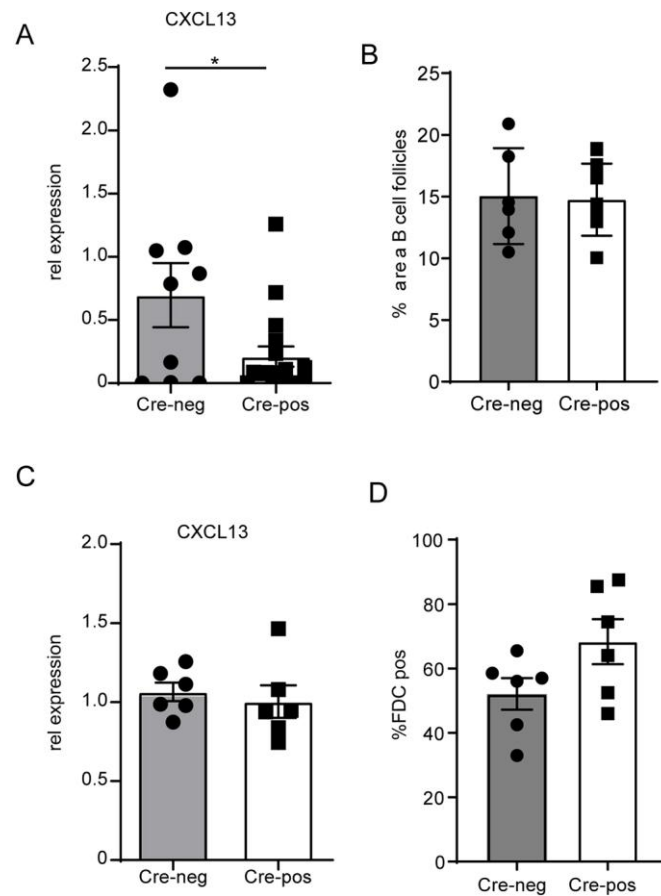 A
CXCL13
*
2.5
2.0
1.5
1.0
0.5
0
rel expression
Cre-neg
Cre-pos
B
25
20
15
10
5
0
% area B cell follicles
Cre-neg
Cre-pos
C
CXCL13
2.0
1.5
1.0
0.5
0
rel expression
Cre-neg
Cre-pos
D
100
80
60
40
20
0
%FDC pos
Cre-neg
Cre-pos